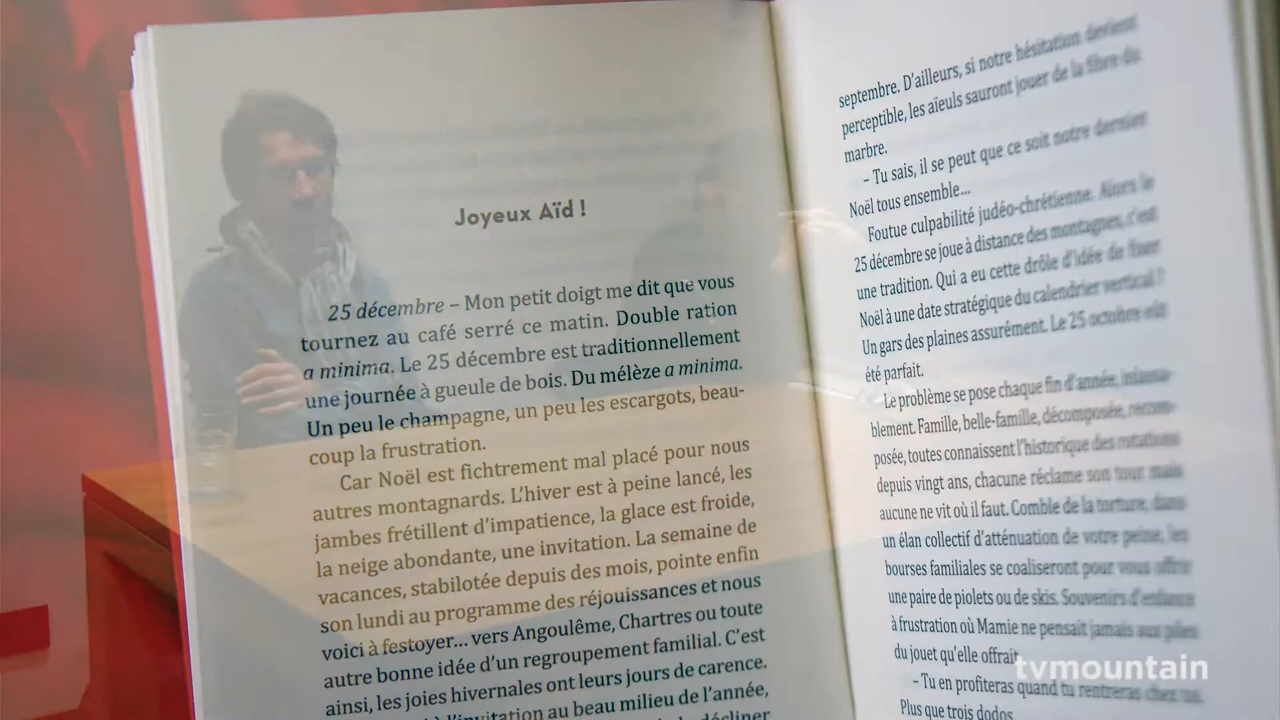 Joyeux Aïd !
25 décembre – Mon petit doigt me dit que vous
tournez au café serré ce matin. Double ration
a minima. Le 25 décembre est traditionnellement
une journée à gueule de bois. Du mélèze a minima.
Un peu le champagne, un peu les escargots, beau-
coup la frustration.
Car Noël est fichtrement mal placé pour nous
autres montagnards. L'hiver est à peine lancé, les
jambes frétillent d'impatience, la glace est froide,
la neige abondante, une invitation. La semaine de
vacances, stabilotée depuis des mois, pointe enfin
son lundi au programme des réjouissances et nous
voici à festoyer... vers Angoulême, Chartres ou toute
autre bonne idée d'un regroupement familial. C'est
ainsi, les joies hivernales ont leurs jours de carence.
à l'invitation au beau milieu de l'année,
décliner
septembre. D'ailleurs, si notre hésitation devient
perceptible, les aïeuls sauront jouer de la fibre du
marbre.
– Tu sais, il se peut que ce soit notre dernier
Noël tous ensemble...
Foutue culpabilité judéo-chrétienne. Alors le
25 décembre se joue à distance des montagnes, c'est
une tradition. Qui a eu cette drôle d'idée de fixer
Noël à une date stratégique du calendrier vertical ?
Un gars des plaines assurément. Le 25 octobre eût
été parfait.
Le problème se pose chaque fin d'année, inlassa-
blement. Famille, belle-famille, décomposée, recom-
posée, toutes connaissent l'historique des rotations
depuis vingt ans, chacune réclame son tour mais
aucune ne vit où il faut. Comble de la torture, dans
un élan collectif d'atténuation de votre peine, les
bourses familiales se coaliseront pour vous offrir
une paire de piolets ou de skis. Souvenirs d'enfance
à frustration où Mamie ne pensait jamais aux piles
du jouet qu'elle offrait.
– Tu en profiteras quand tu rentreras chez toi.
Plus que trois dodos.
tvmountain